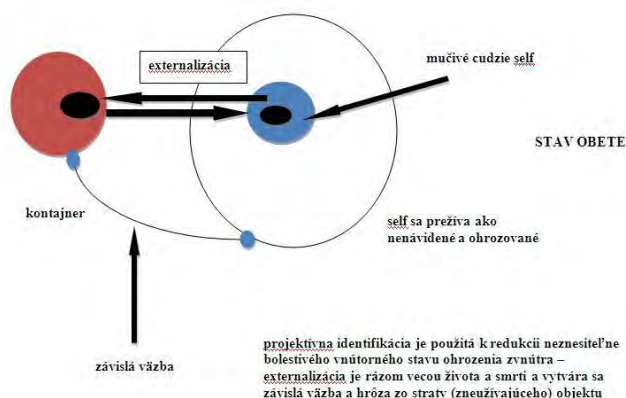 externalizácia
mučivé cudzie self
STAV OBETE
kontajner
self sa prežíva ako
nenávidené a ohrozované
závislá väzba
projektívna identifikácia je použitá k redukcii neznesiteľne
bolestivého vnútorného stavu ohrozenia zvnútra –
externalizácia je rázom vecou života a smrti a vytvára sa
závislá väzba a hrôza zo straty (zneužívajúceho) objektu